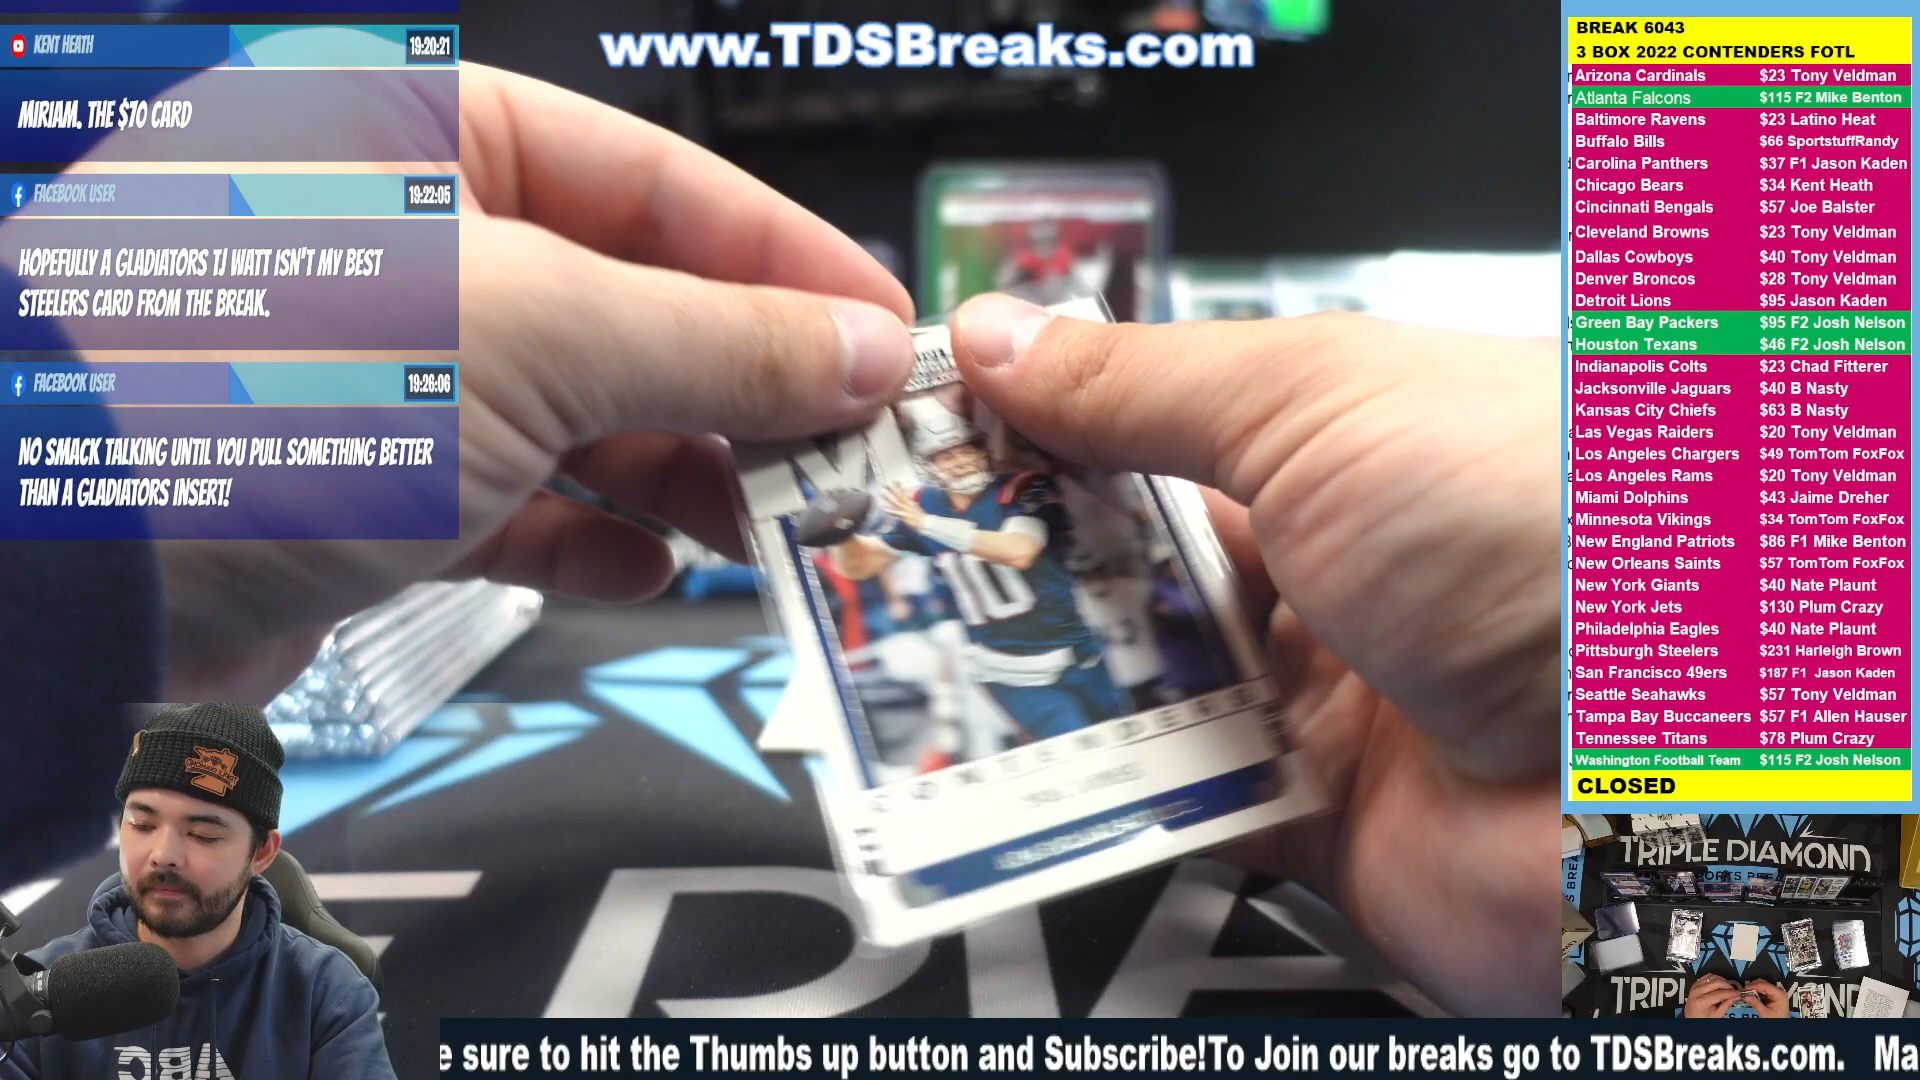 KENT HEATH
19:20:21
MIRIAM. THE $70 CARD
FACEBOOK USER
19:22:05
HOPEFULLY A GLADIATORS TJ WATT ISN'T MY BEST
STEELERS CARD FROM THE BREAK.
FACEBOOK USER
19:26:06
NO SMACK TALKING UNTIL YOU PULL SOMETHING BETTER
THAN A GLADIATORS INSERT!
www.TDSBreaks.com
10
CONTENDERS
BREAK 6043
3 BOX 2022 CONTENDERS FOTL
Arizona Cardinals $23 Tony Veldman
Atlanta Falcons $115 F2 Mike Benton
Baltimore Ravens $23 Latino Heat
Buffalo Bills $66 SportstuffRandy
Carolina Panthers $37 F1 Jason Kaden
Chicago Bears $34 Kent Heath
Cincinnati Bengals $57 Joe Balster
Cleveland Browns $23 Tony Veldman
Dallas Cowboys $40 Tony Veldman
Denver Broncos $28 Tony Veldman
Detroit Lions $95 Jason Kaden
Green Bay Packers $95 F2 Josh Nelson
Houston Texans $46 F2 Josh Nelson
Indianapolis Colts $23 Chad Fitterer
Jacksonville Jaguars $40 B Nasty
Kansas City Chiefs $63 B Nasty
Las Vegas Raiders $20 Tony Veldman
Los Angeles Chargers $49 TomTom FoxFox
Los Angeles Rams $20 Tony Veldman
Miami Dolphins $43 Jaime Dreher
Minnesota Vikings $34 TomTom FoxFox
New England Patriots $86 F1 Mike Benton
New Orleans Saints $57 TomTom FoxFox
New York Giants $40 Nate Plaunt
New York Jets $130 Plum Crazy
Philadelphia Eagles $40 Nate Plaunt
Pittsburgh Steelers $231 Harleigh Brown
San Francisco 49ers $187 F1 Jason Kaden
Seattle Seahawks $57 Tony Veldman
Tampa Bay Buccaneers $57 F1 Allen Hauser
Tennessee Titans $78 Plum Crazy
Washington Football Team $115 F2 Josh Nelson
CLOSED
TRIPLE DIAMOND
e sure to hit the Thumbs up button and Subscribe!To Join our breaks go to TDSBreaks.com. Ma